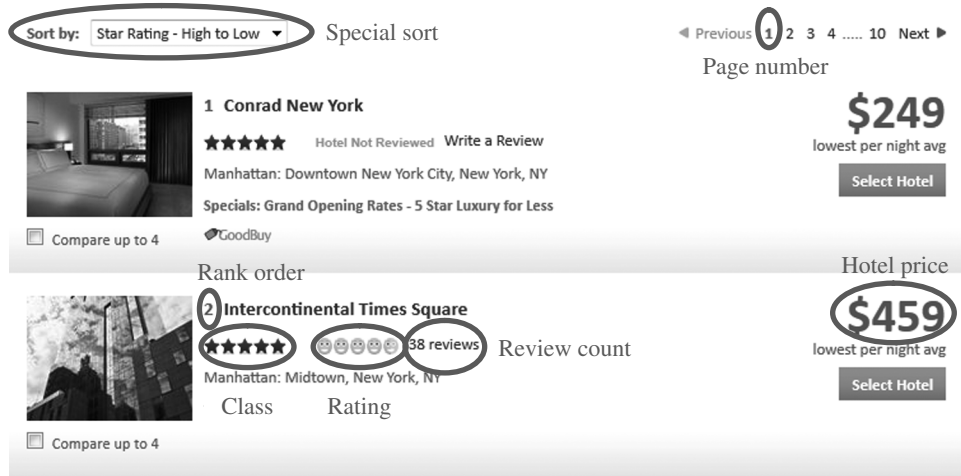 Sort by: Star Rating - High to Low Special sort Previous 1 2 3 4 ..... 10 Next
Page number
1 Conrad New York $249
Hotel Not Reviewed Write a Review lowest per night avg
Manhattan: Downtown New York City, New York, NY Select Hotel
Specials: Grand Opening Rates - 5 Star Luxury for Less
Compare up to 4 GoodBuy
Rank order Hotel price
2 Intercontinental Times Square $459
38 reviews Review count lowest per night avg
Manhattan: Midtown, New York, NY Select Hotel
Class Rating
Compare up to 4